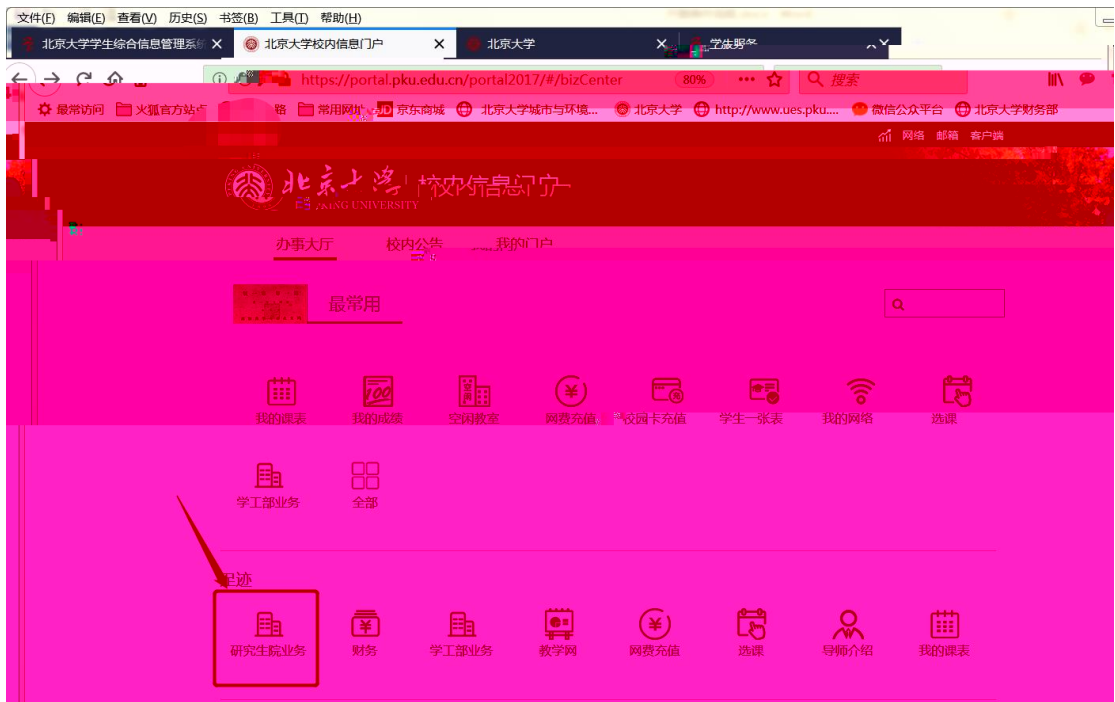 文件(F) 编辑(E) 查看(V) 历史(S) 书签(B) 工具(T) 帮助(H)
北京大学学生综合信息管理系统 北京大学校内信息门户 北京大学
https://portal.pku.edu.cn/portal2017/#/bizCenter 80% 搜索
最常访问 火狐官方站点 常用网址 JD 京东商城 北京大学城市与环境... 北京大学 http://www.ues.pku.... 微信公众平台 北京大学财务部
网络 邮箱 客户端
北京大学 校内信息门户
UNIVERSITY
办事大厅 校内公告 我的门户
最常用
我的课表 我的成绩 空闲教室 网费充值 校园卡充值 学生一张表 我的网络 选课
学工部业务 全部
足迹
研究生院业务 财务 学工部业务 教学网 网费充值 选课 导师介绍 我的课表